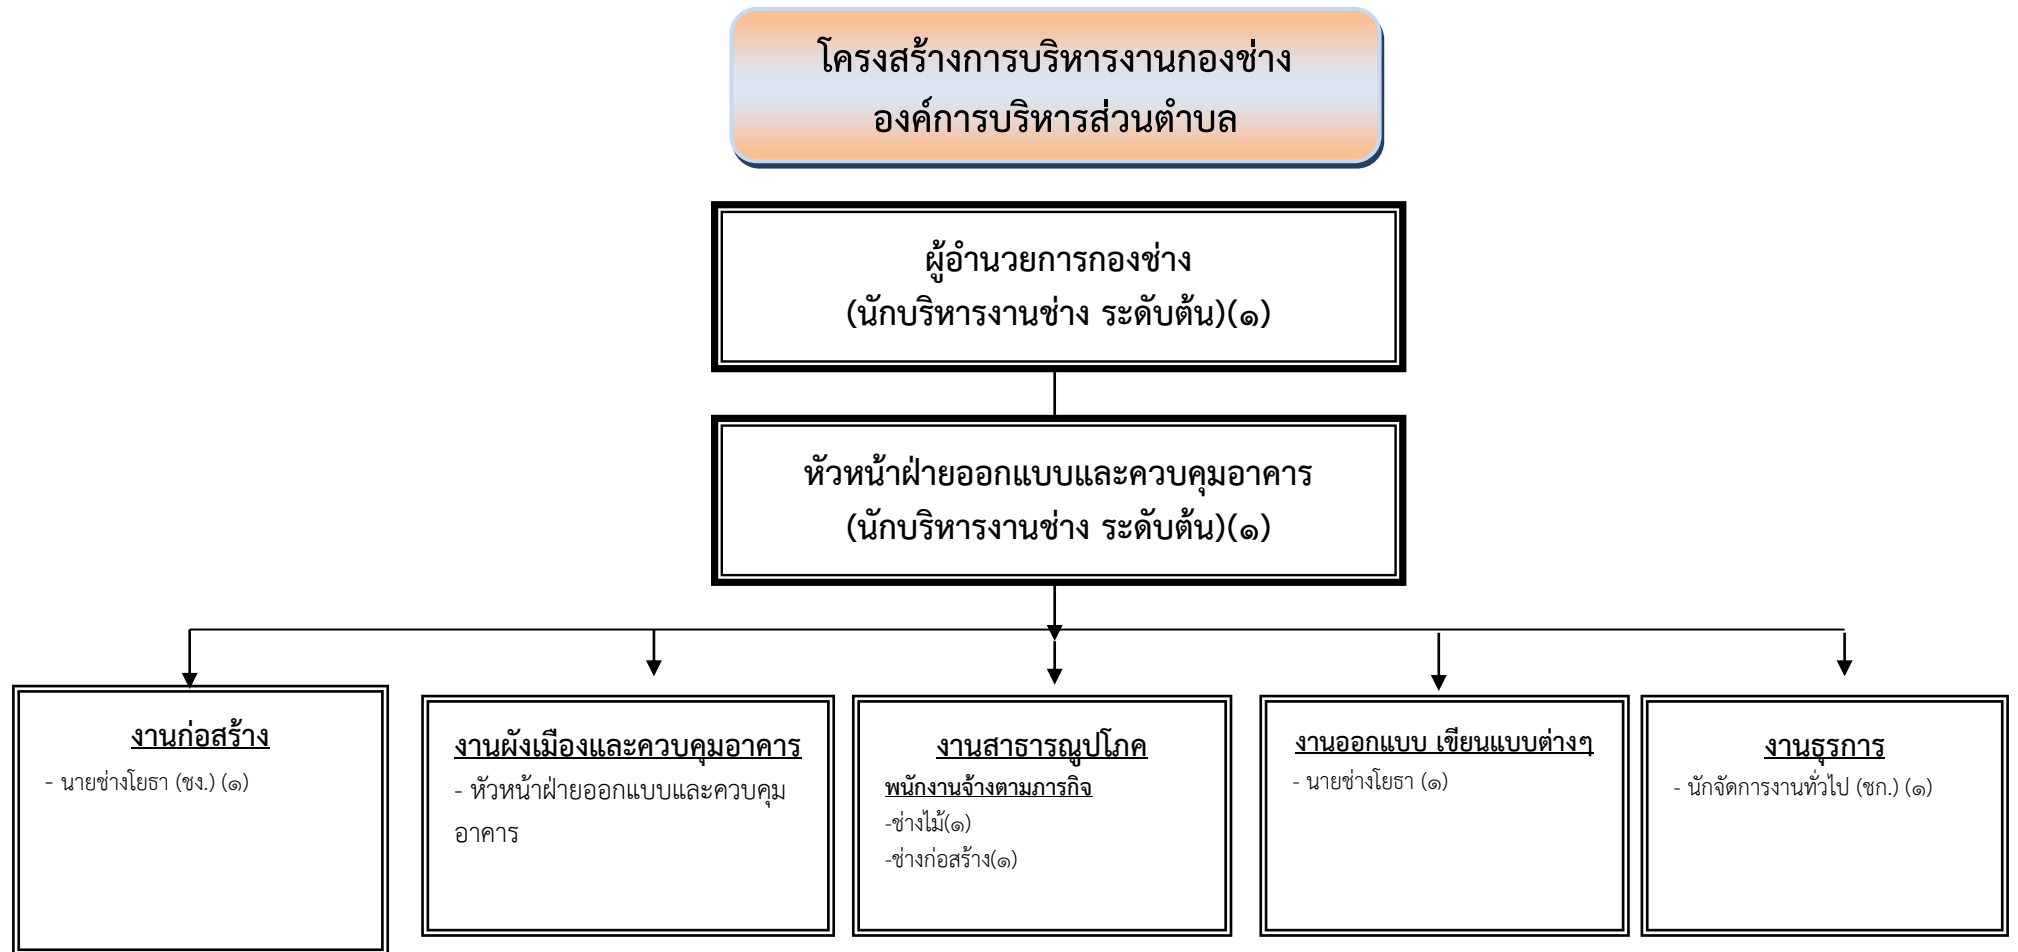 โครงสร้างการบริหารงานกองช่าง
องค์การบริหารส่วนตำบล
ผู้อำนวยการกองช่าง
(นักบริหารงานช่าง ระดับต้น)(๑)
หัวหน้าฝ่ายออกแบบและควบคุมอาคาร
(นักบริหารงานช่าง ระดับต้น)(๑)
งานก่อสร้าง
- นายช่างโยธา (ชง.) (๑)
งานผังเมืองและควบคุมอาคาร
- หัวหน้าฝ่ายออกแบบและควบคุม
อาคาร
งานสาธารณูปโภค
พนักงานจ้างตามภารกิจ
-ช่างไม้(๑)
-ช่างก่อสร้าง(๑)
งานออกแบบ เขียนแบบต่างๆ
- นายช่างโยธา (๑)
งานธุรการ
- นักจัดการงานทั่วไป (ชก.) (๑)